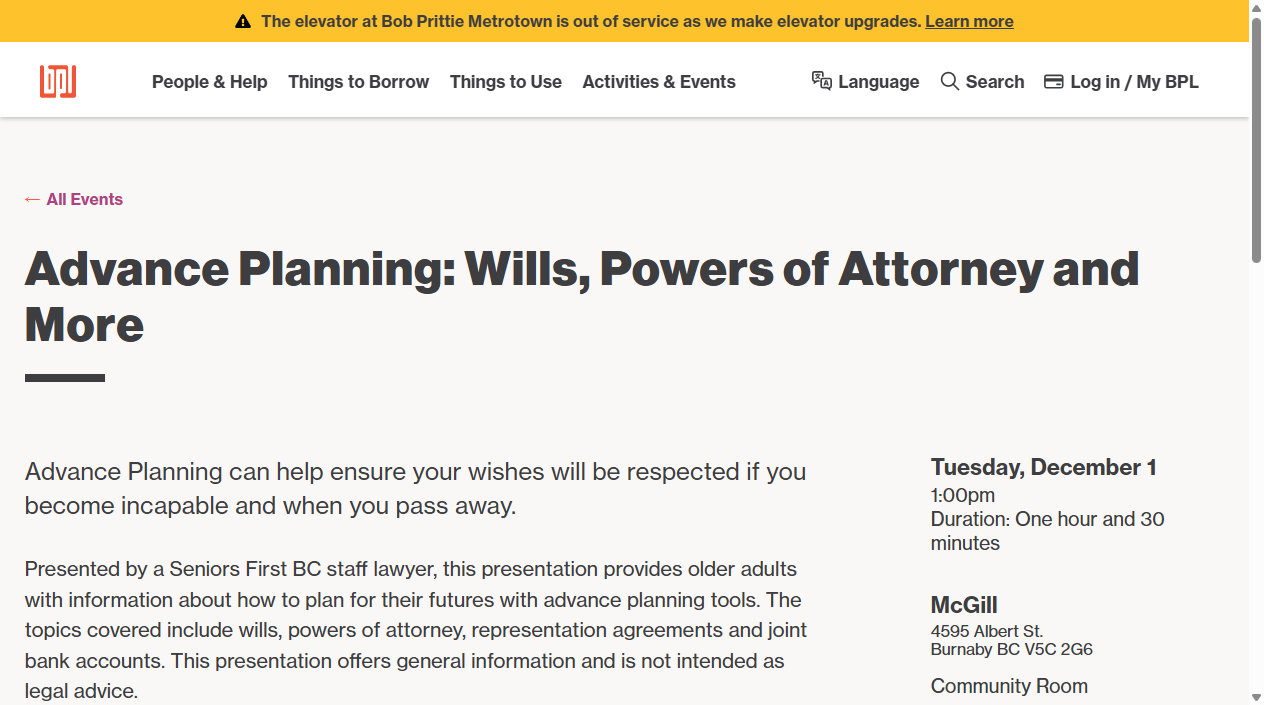 The elevator at Bob Prittie Metrotown is out of service as we make elevator upgrades. Learn more
People & Help Things to Borrow Things to Use Activities & Events Language Search Log in / My BPL
← All Events
Advance Planning: Wills, Powers of Attorney and
More
Advance Planning can help ensure your wishes will be respected if you
become incapable and when you pass away.
Presented by a Seniors First BC staff lawyer, this presentation provides older adults
with information about how to plan for their futures with advance planning tools. The
topics covered include wills, powers of attorney, representation agreements and joint
bank accounts. This presentation offers general information and is not intended as
legal advice.
Tuesday, December 1
1:00pm
Duration: One hour and 30
minutes
McGill
4595 Albert St.
Burnaby BC V5C 2G6
Community Room